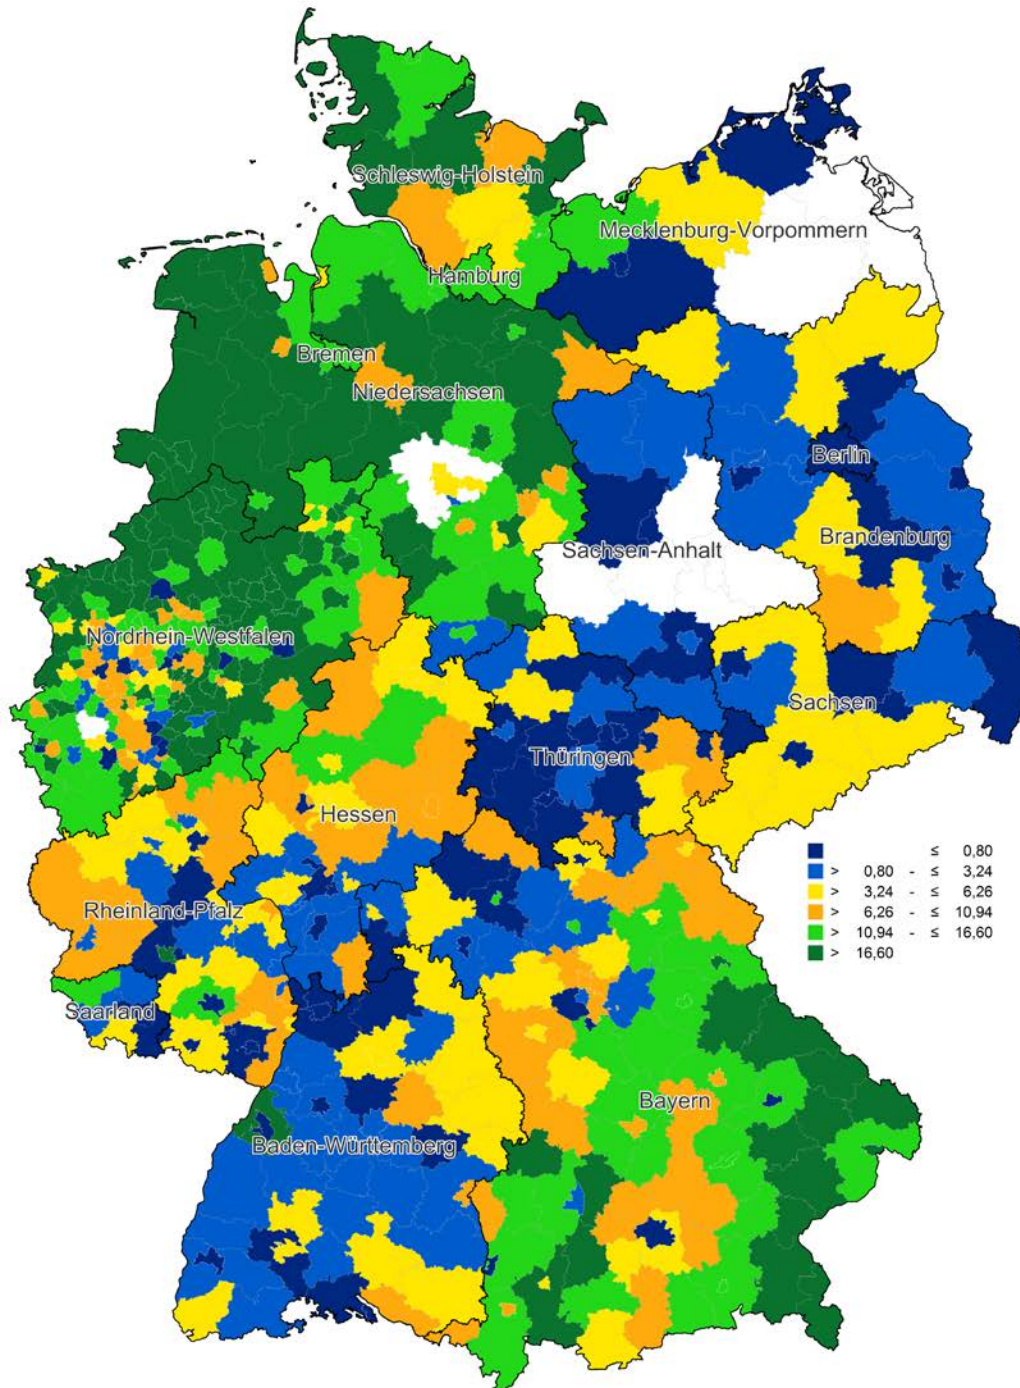 Schleswig-Holstein
Mecklenburg-Vorpommern
Hamburg
Bremen
Niedersachsen
Berlin
Brandenburg
Sachsen-Anhalt
Nordrhein-Westfalen
Sachsen
Thüringen
Hessen
≤ 0,80
> 0,80 - ≤ 3,24
> 3,24 - ≤ 6,26
> 6,26 - ≤ 10,94
> 10,94 - ≤ 16,60
> 16,60
Rheinland-Pfalz
Saarland
Bayern
Baden-Württemberg